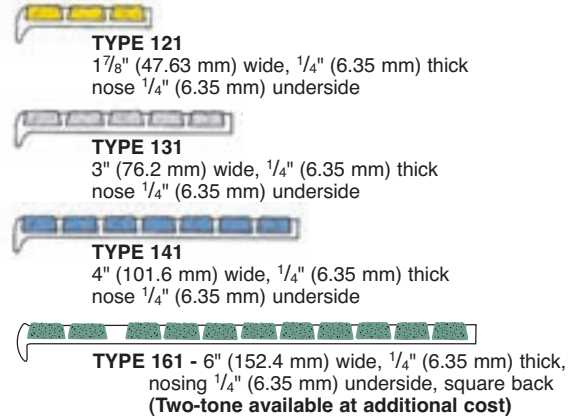 TYPE 121
1 7/8" (47.63 mm) wide, 1/4" (6.35 mm) thick
nose 1/4" (6.35 mm) underside
TYPE 131
3" (76.2 mm) wide, 1/4" (6.35 mm) thick
nose 1/4" (6.35 mm) underside
TYPE 141
4" (101.6 mm) wide, 1/4" (6.35 mm) thick
nose 1/4" (6.35 mm) underside
TYPE 161 - 6" (152.4 mm) wide, 1/4" (6.35 mm) thick,
nosing 1/4" (6.35 mm) underside, square back
(Two-tone available at additional cost)